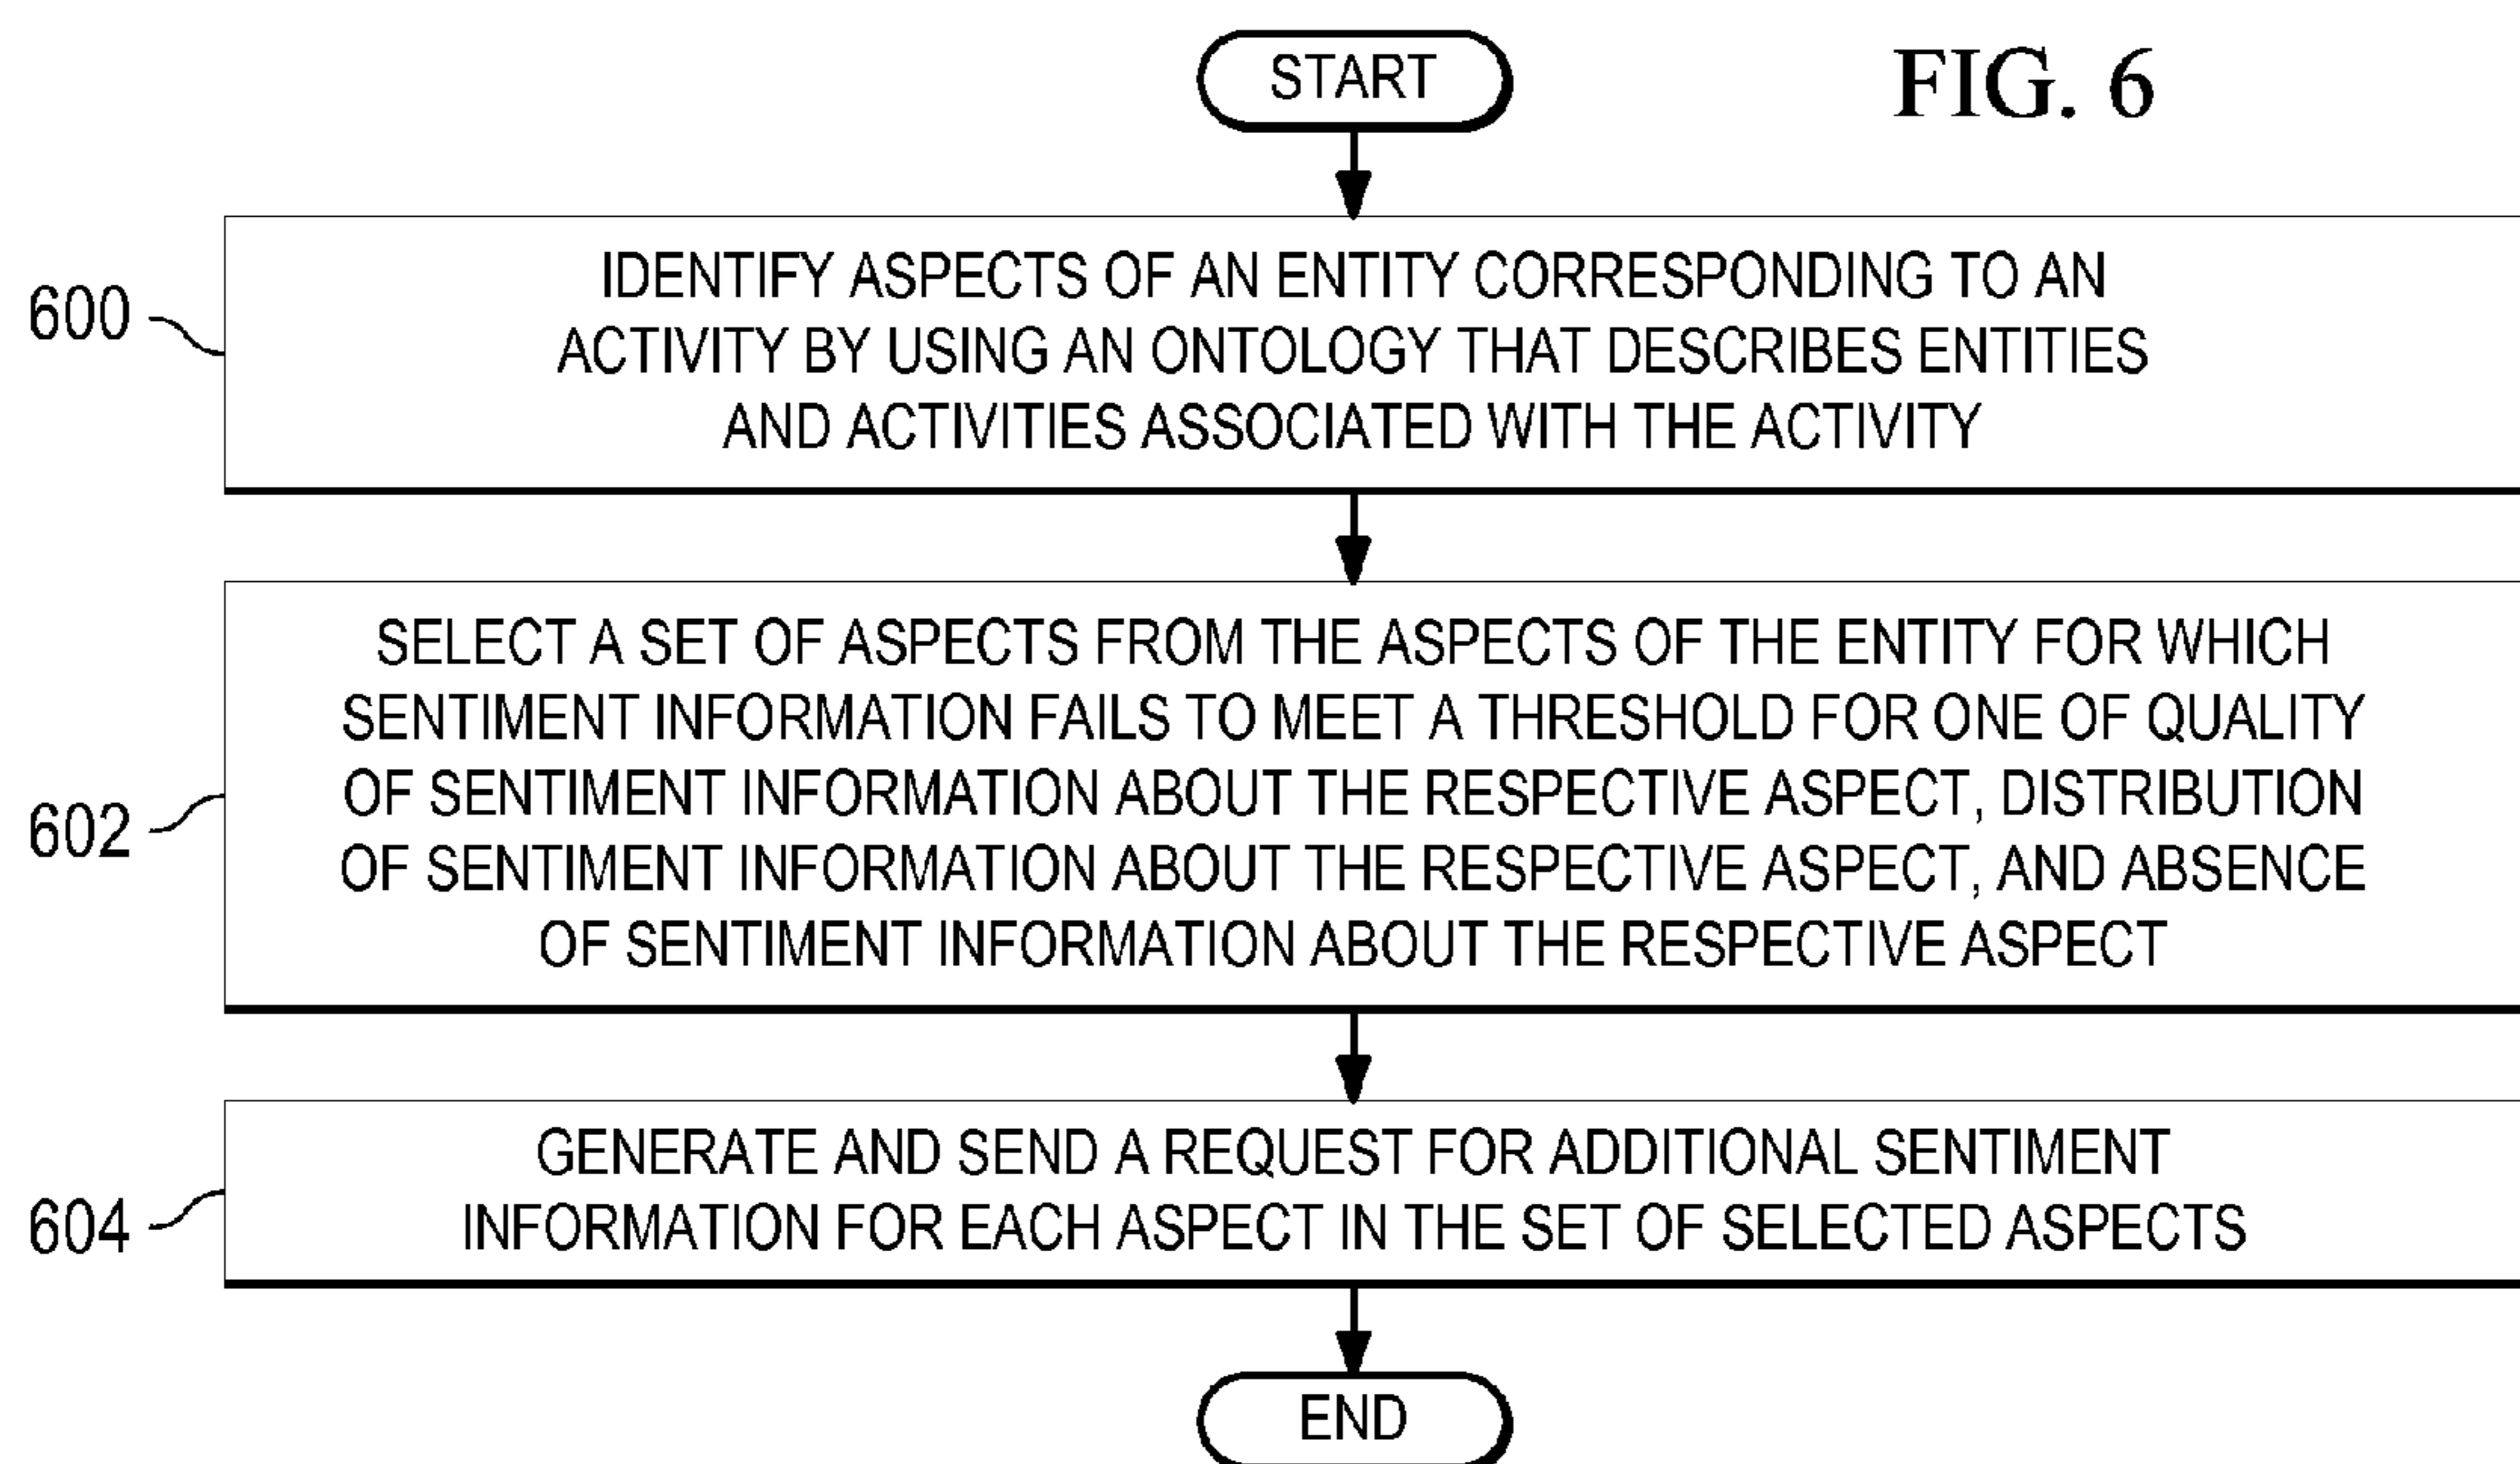 START
FIG. 6
600
IDENTIFY ASPECTS OF AN ENTITY CORRESPONDING TO AN
ACTIVITY BY USING AN ONTOLOGY THAT DESCRIBES ENTITIES
AND ACTIVITIES ASSOCIATED WITH THE ACTIVITY
602
SELECT A SET OF ASPECTS FROM THE ASPECTS OF THE ENTITY FOR WHICH
SENTIMENT INFORMATION FAILS TO MEET A THRESHOLD FOR ONE OF QUALITY
OF SENTIMENT INFORMATION ABOUT THE RESPECTIVE ASPECT, DISTRIBUTION
OF SENTIMENT INFORMATION ABOUT THE RESPECTIVE ASPECT, AND ABSENCE
OF SENTIMENT INFORMATION ABOUT THE RESPECTIVE ASPECT
604
GENERATE AND SEND A REQUEST FOR ADDITIONAL SENTIMENT
INFORMATION FOR EACH ASPECT IN THE SET OF SELECTED ASPECTS
END